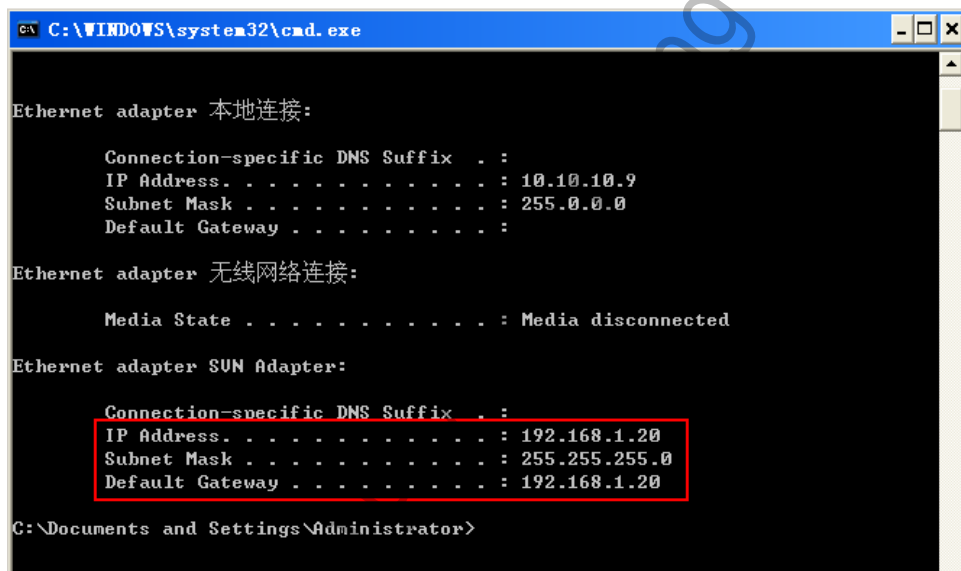 C:\WINDOWS\system32\cmd.exe
Ethernet adapter 本地连接:
Connection-specific DNS Suffix . :
IP Address. . . . . . . . . . . . : 10.10.10.9
Subnet Mask . . . . . . . . . . . : 255.0.0.0
Default Gateway . . . . . . . . . :
Ethernet adapter 无线网络连接:
Media State . . . . . . . . . . . : Media disconnected
Ethernet adapter SVN Adapter:
Connection-specific DNS Suffix . :
IP Address. . . . . . . . . . . . : 192.168.1.20
Subnet Mask . . . . . . . . . . . : 255.255.255.0
Default Gateway . . . . . . . . . : 192.168.1.20
C:\Documents and Settings\Administrator>